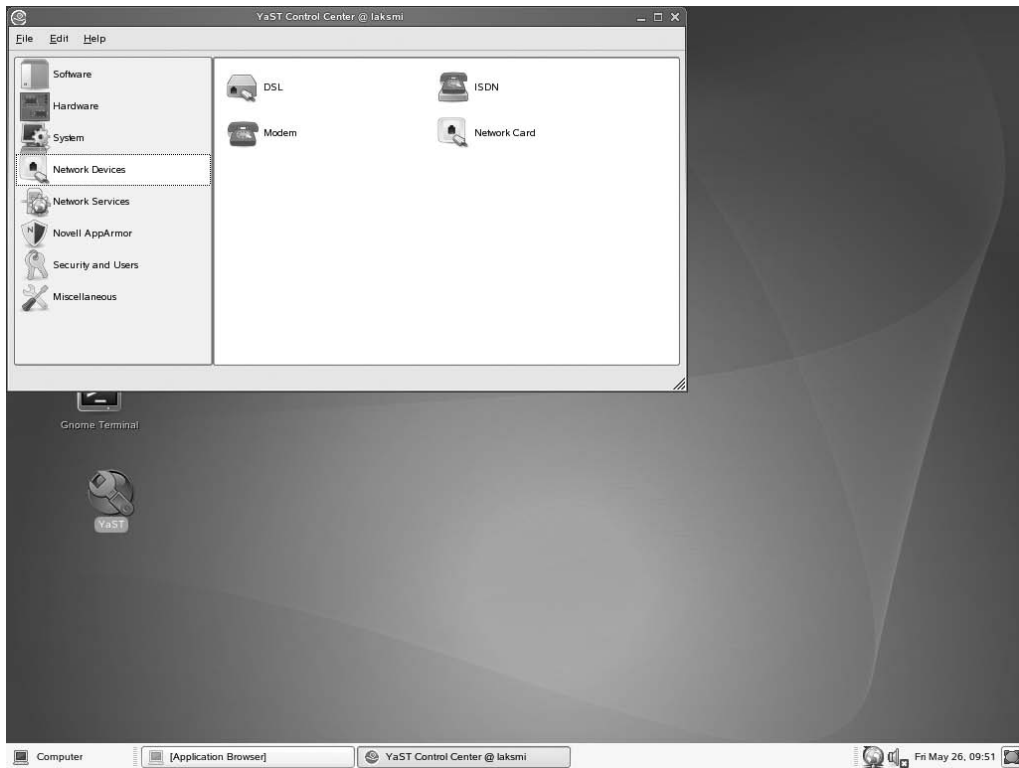 YaST Control Center @ laksmi
File Edit Help
Software
Hardware
System
Network Devices
Network Services
Novell AppArmor
Security and Users
Miscellaneous
DSL
ISDN
Modem
Network Card
Gnome Terminal
YaST
Computer
[Application Browser]
YaST Control Center @ laksmi
Fri May 26, 09:51